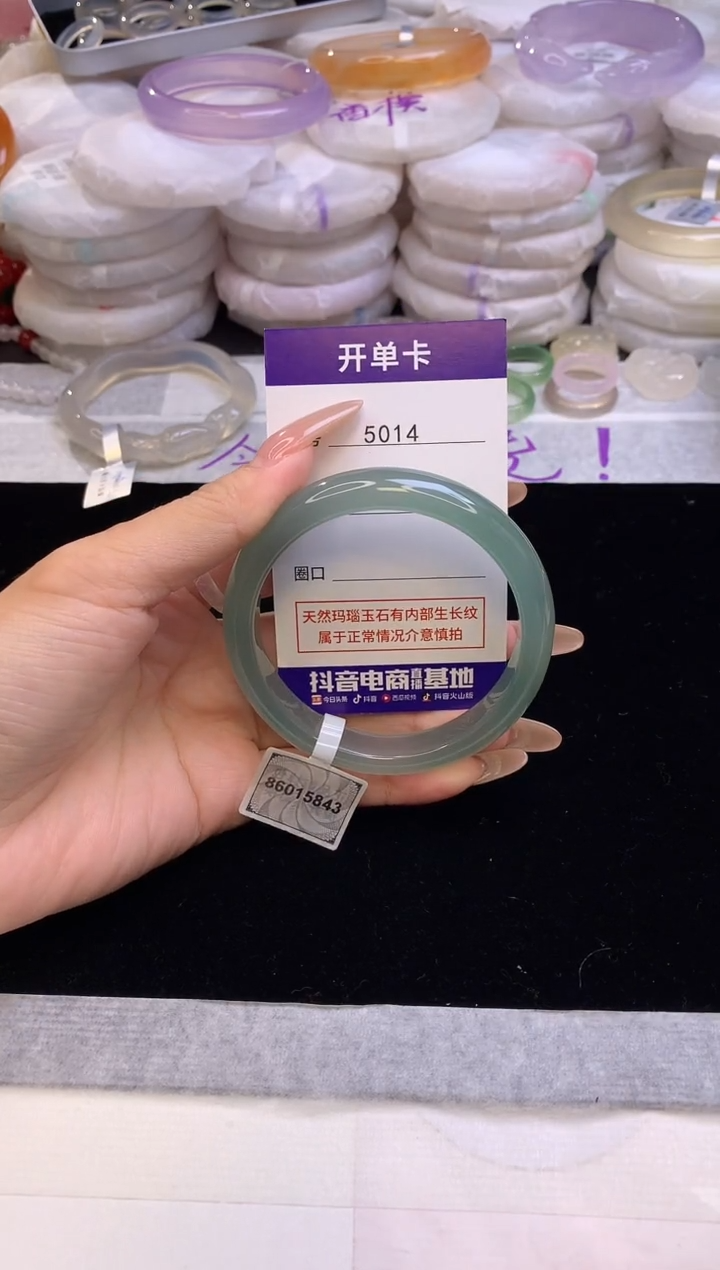 开单卡
5014
圈口
天然玛瑙玉石有内部生长纹
属于正常情况介意慎拍
抖音电商直播基地
今日头条 抖音 西瓜视频 抖音火山版
86015843